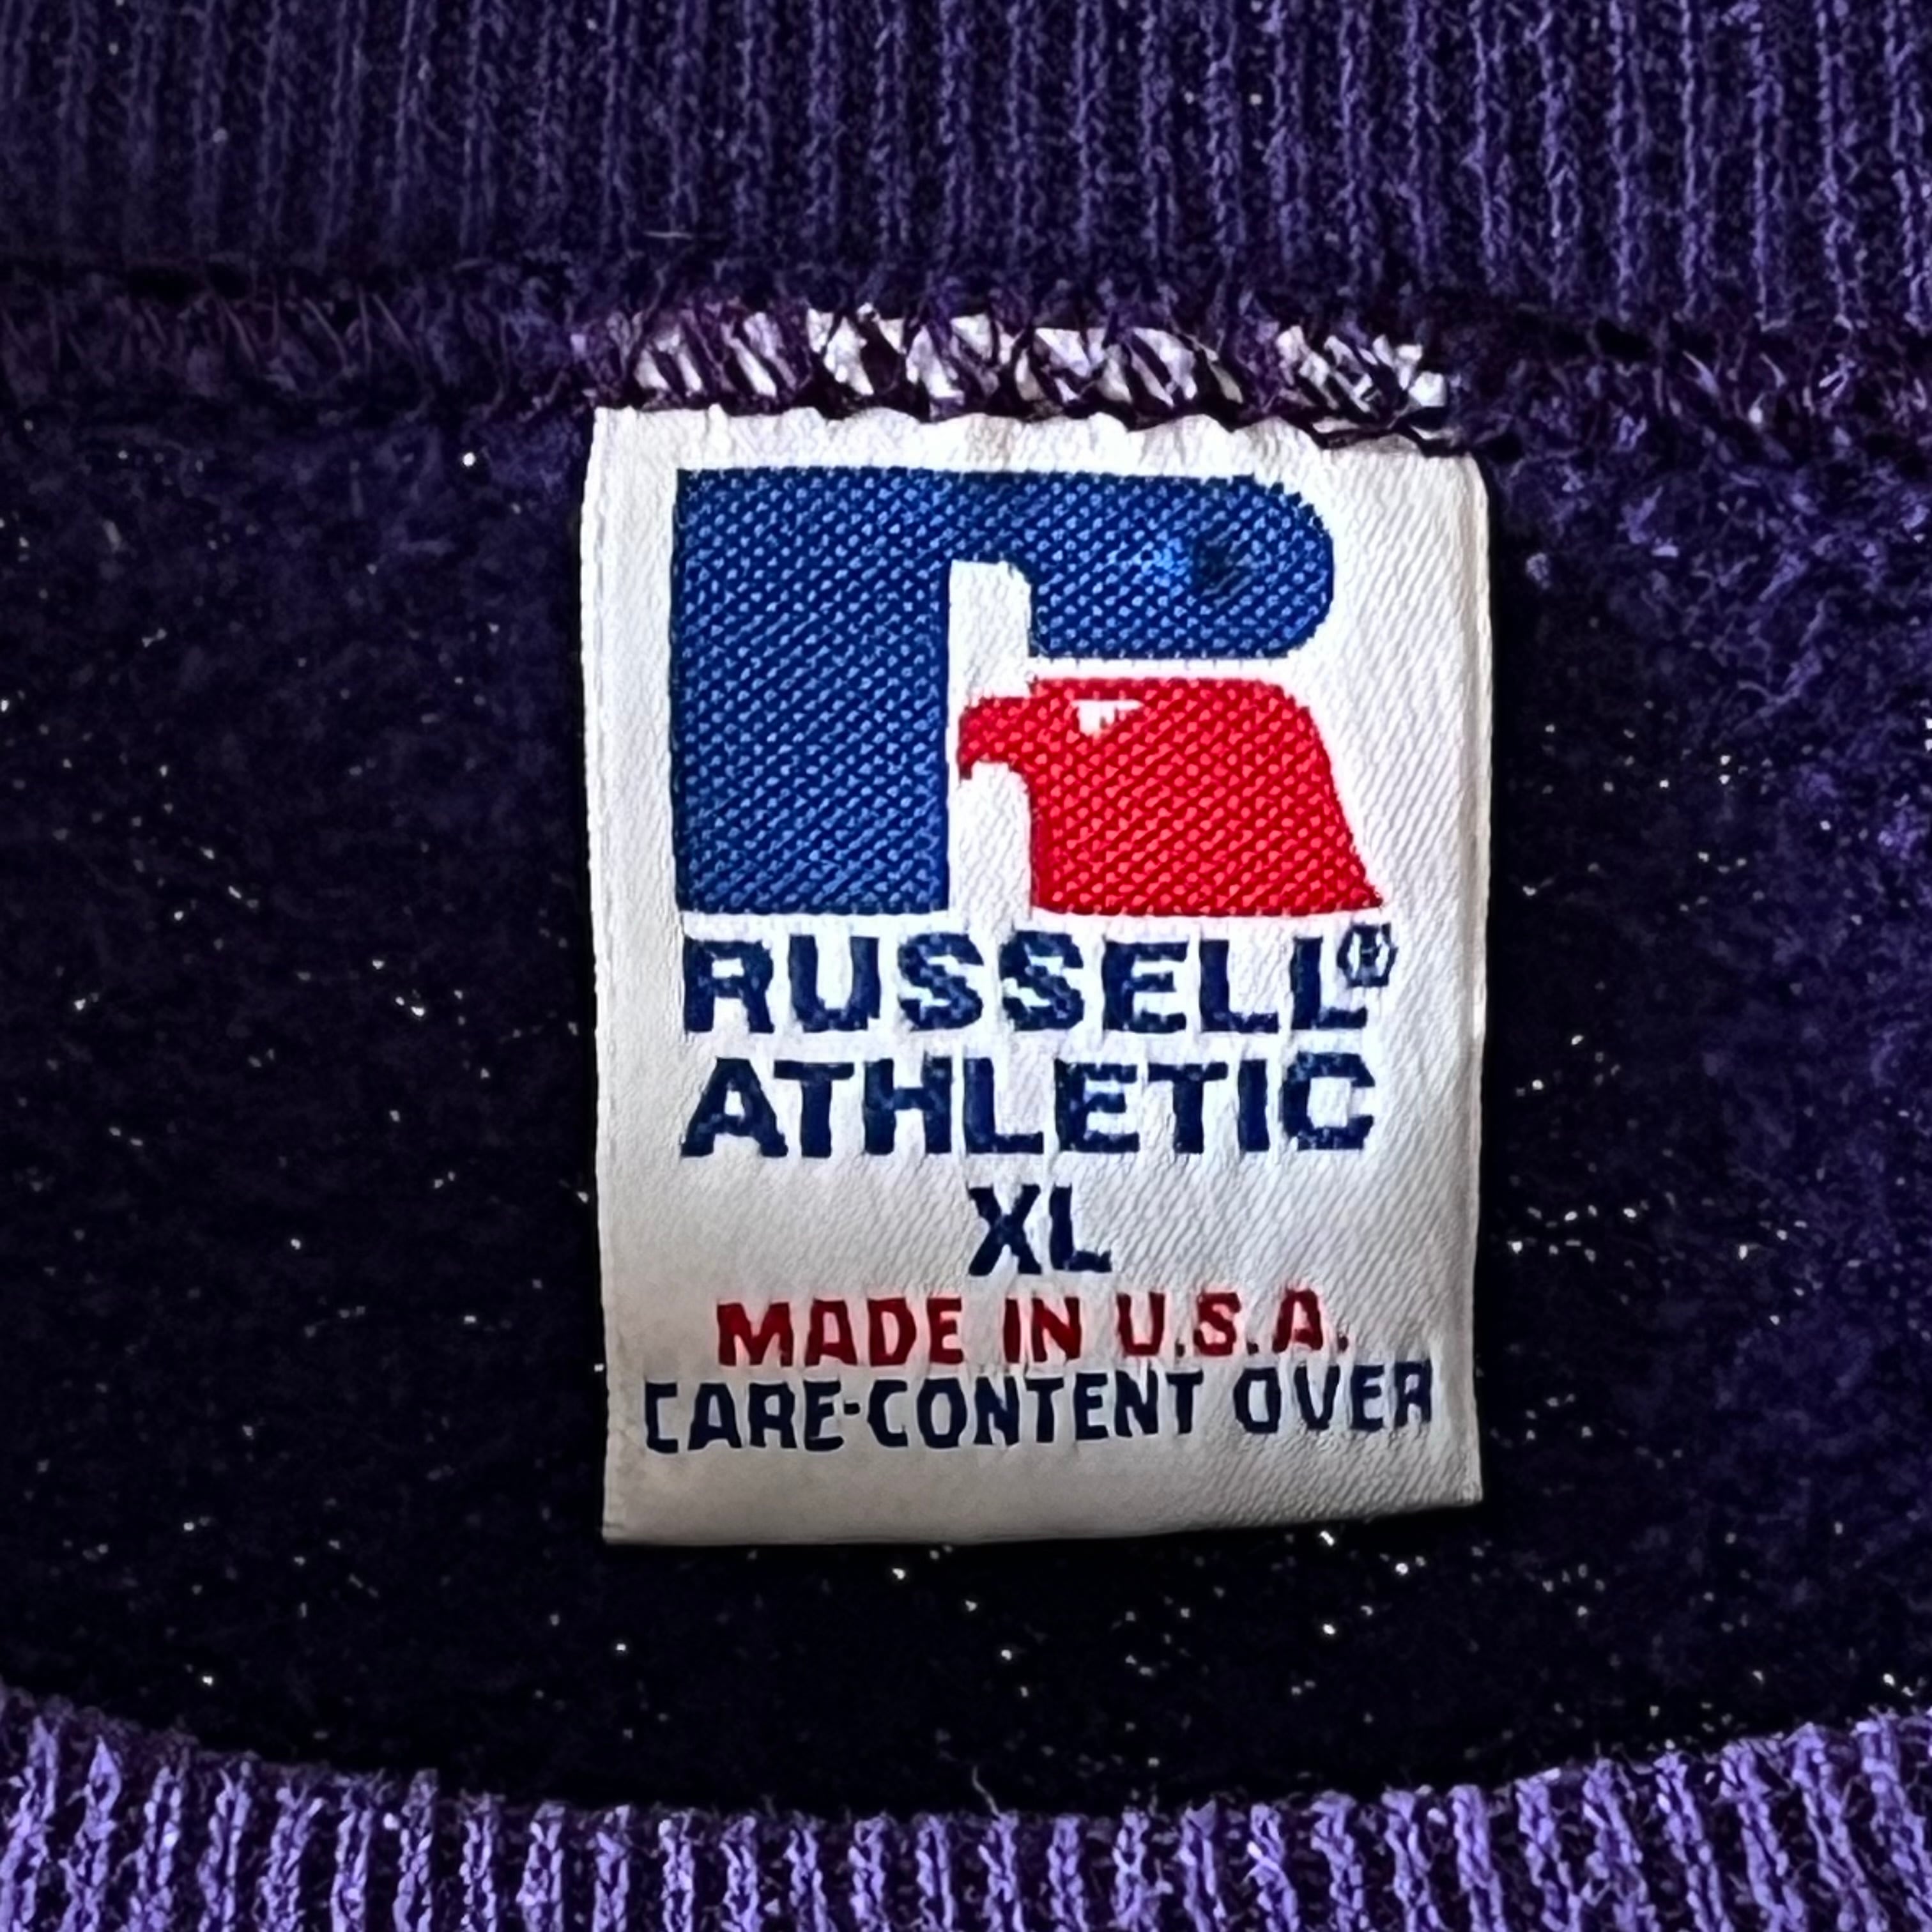 RUSSELL®
ATHLETIC
XL
MADE IN U.S.A.
CARE-CONTENT OVER